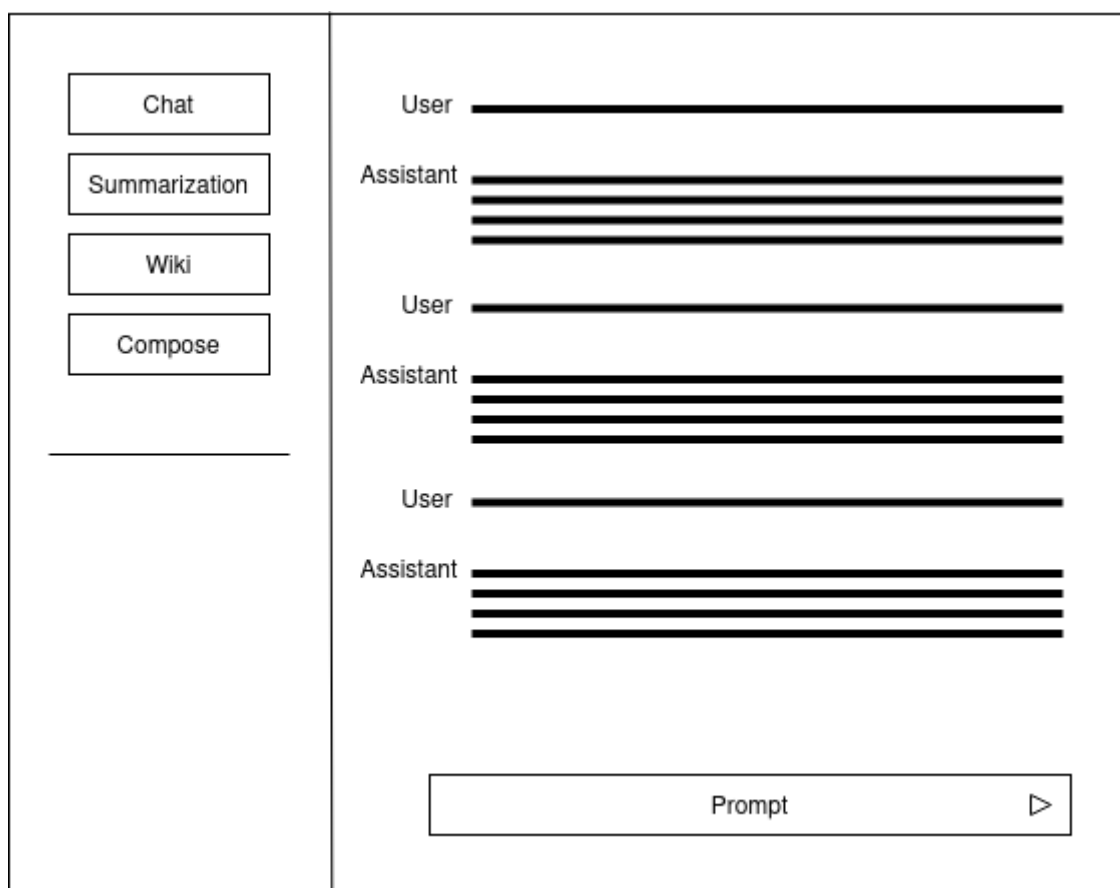 Chat
Summarization
Wiki
Compose
User
Assistant
User
Assistant
User
Assistant
Prompt